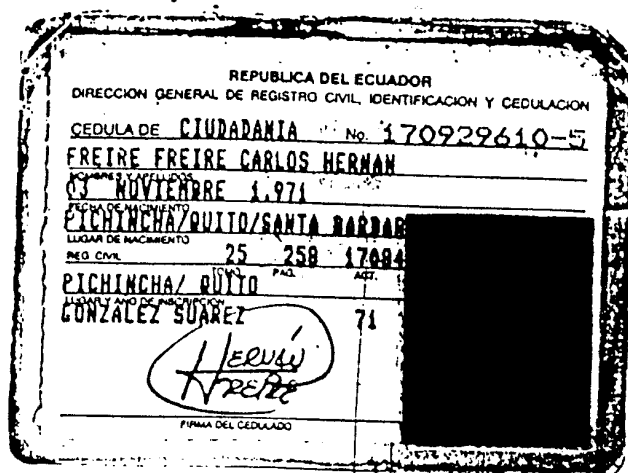 REPUBLICA DEL ECUADOR
DIRECCION GENERAL DE REGISTRO CIVIL, IDENTIFICACION Y CEDULACION
CEDULA DE CIUDADANIA No. 170929610-5
FREIRE FREIRE CARLOS HERNAN
NOMBRES Y APELLIDOS
03 NOVIEMBRE 1.971
FECHA DE NACIMIENTO
PICHINCHA/QUITO/SANTA BARBAR
LUGAR DE NACIMIENTO
REG. CIVIL 25 258 17084
TOMO PAG. ACT.
PICHINCHA/ QUITO
LUGAR Y AÑO DE INSCRIPCION
GONZALEZ SUAREZ 71
HERNÁN
FREIRE
FIRMA DEL CEDULADO